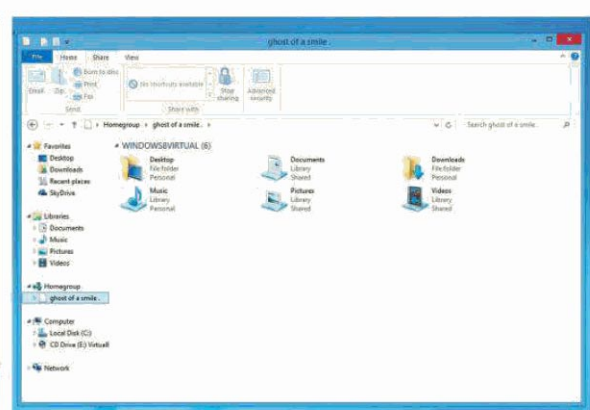 ghost of a smile .
File Home Share View
Email Zip Burn to disc
Print
Fax
Send
No shortcuts available
Share with
Stop sharing
Advanced security
Homegroup ghost of a smile . Search ghost of a smile .
Favorites
Desktop
Downloads
Recent places
SkyDrive
Libraries
Documents
Music
Pictures
Videos
Homegroup
ghost of a smile .
Computer
Local Disk (C:)
CD Drive (E:) Virtuall
Network
WINDOWS8VIRTUAL (6)
Desktop
File folder
Personal
Documents
Library
Shared
Downloads
File folder
Personal
Music
Library
Personal
Pictures
Library
Shared
Videos
Library
Shared